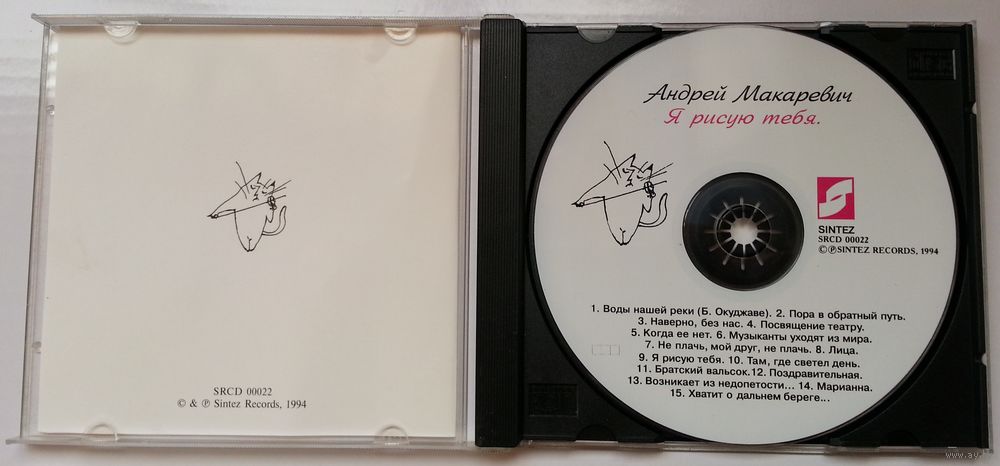 SRCD 00022
© & ℗ Sintez Records, 1994
Андрей Макаревич
Я рисую тебя.
SINTEZ
SRCD 00022
©℗SINTEZ RECORDS, 1994
1. Воды нашей реки (Б. Окуджаве). 2. Пора в обратный путь.
3. Наверно, без нас. 4. Посвящение театру.
5. Когда ее нет. 6. Музыканты уходят из мира.
7. Не плачь, мой друг, не плачь. 8. Лица.
9. Я рисую тебя. 10. Там, где светел день.
11. Братский вальсок.12. Поздравительная.
13. Возникает из недопетости... 14. Марианна.
15. Хватит о дальнем береге...